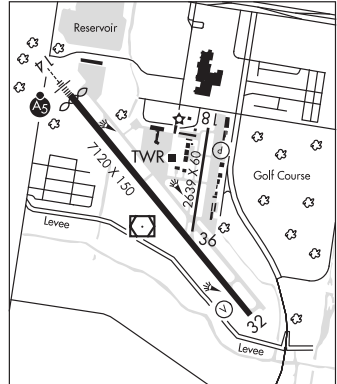 Reservoir
A5
18
P
TWR
7120 X 150
2639 X 60
Golf Course
36
Levee
V
32
Levee